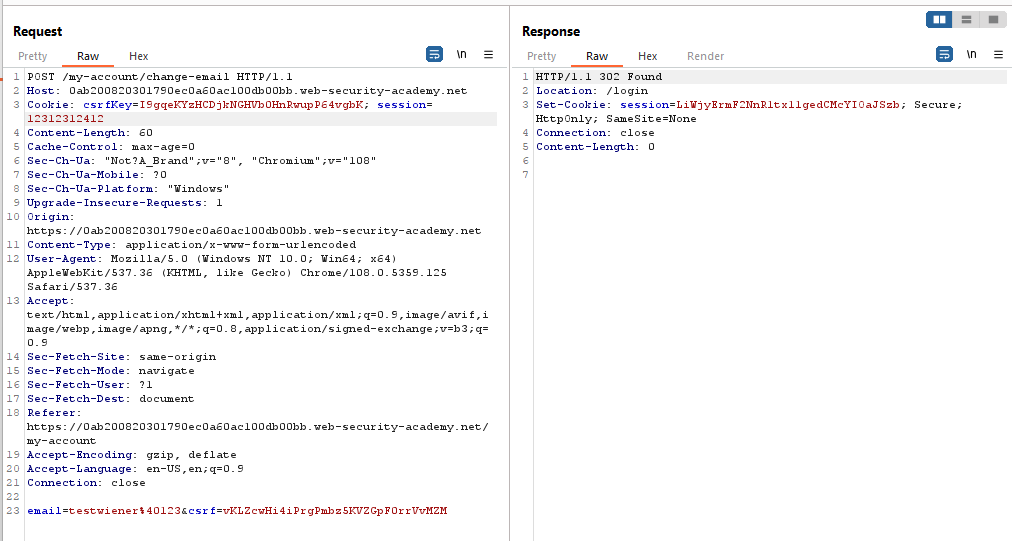 Request
Pretty Raw Hex \n
1 POST /my-account/change-email HTTP/1.1
2 Host: 0ab200820301790ec0a60ac100db00bb.web-security-academy.net
3 Cookie: csrfKey=I9gqeKYzHCDjkNGHVb0HnRwupP64vgbK; session=
12312312412
4 Content-Length: 60
5 Cache-Control: max-age=0
6 Sec-Ch-Ua: "Not?A_Brand";v="8", "Chromium";v="108"
7 Sec-Ch-Ua-Mobile: ?0
8 Sec-Ch-Ua-Platform: "Windows"
9 Upgrade-Insecure-Requests: 1
10 Origin:
https://0ab200820301790ec0a60ac100db00bb.web-security-academy.net
11 Content-Type: application/x-www-form-urlencoded
12 User-Agent: Mozilla/5.0 (Windows NT 10.0; Win64; x64)
AppleWebKit/537.36 (KHTML, like Gecko) Chrome/108.0.5359.125
Safari/537.36
13 Accept:
text/html,application/xhtml+xml,application/xml;q=0.9,image/avif,i
mage/webp,image/apng,*/*;q=0.8,application/signed-exchange;v=b3;q=
0.9
14 Sec-Fetch-Site: same-origin
15 Sec-Fetch-Mode: navigate
16 Sec-Fetch-User: ?1
17 Sec-Fetch-Dest: document
18 Referer:
https://0ab200820301790ec0a60ac100db00bb.web-security-academy.net/
my-account
19 Accept-Encoding: gzip, deflate
20 Accept-Language: en-US,en;q=0.9
21 Connection: close
22
23 email=testwiener%40123&csrf=vKLZcwHi4iPrgPmbz5KVZGpF0rrVvMZM
Response
Pretty Raw Hex Render \n
1 HTTP/1.1 302 Found
2 Location: /login
3 Set-Cookie: session=LiWjyErmF2NnRltxllgedCMcYI0aJSzb; Secure;
HttpOnly; SameSite=None
4 Connection: close
5 Content-Length: 0
6
7